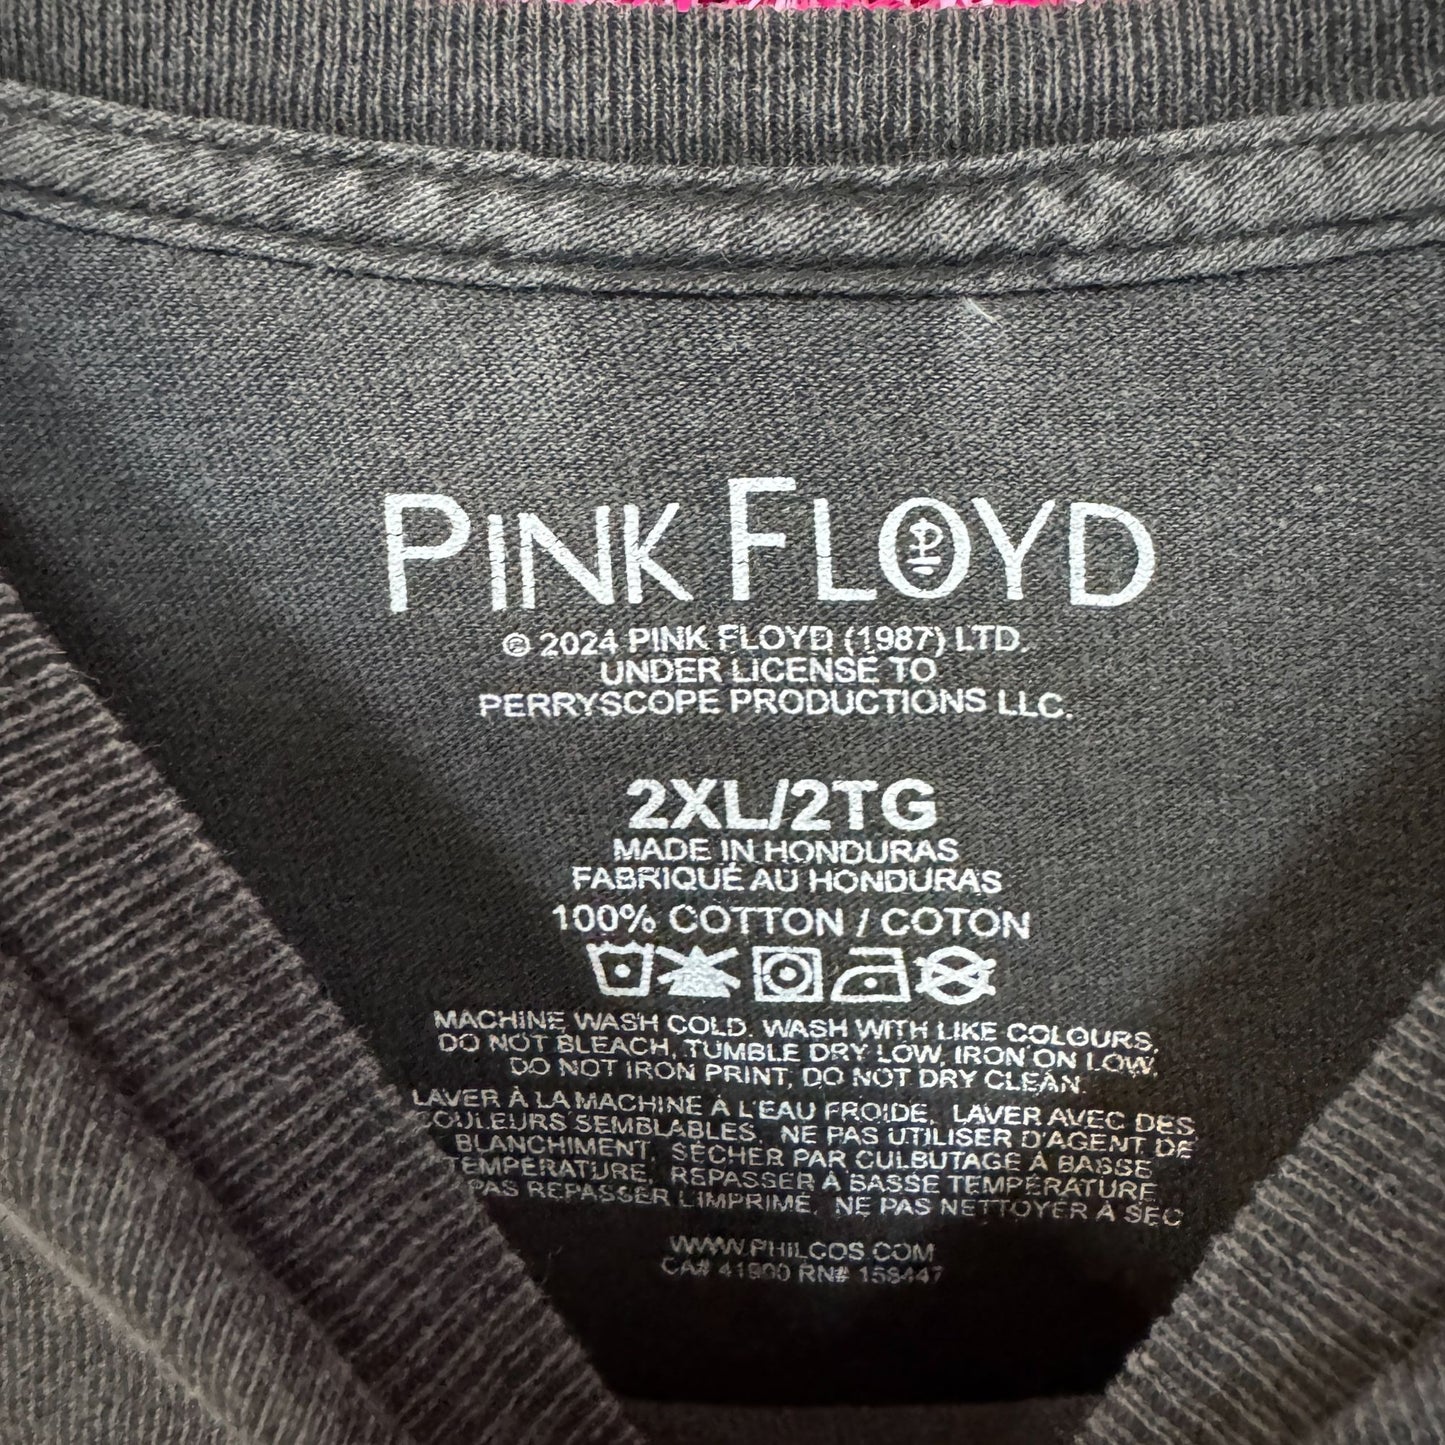 PINK FLOYD
© 2024 PINK FLOYD (1987) LTD.
UNDER LICENSE TO
PERRYSCOPE PRODUCTIONS LLC.
2XL/2TG
MADE IN HONDURAS
FABRIQUÉ AU HONDURAS
100% COTTON / COTON
MACHINE WASH COLD. WASH WITH LIKE COLOURS,
DO NOT BLEACH, TUMBLE DRY LOW, IRON ON LOW,
DO NOT IRON PRINT, DO NOT DRY CLEAN.
LAVER À LA MACHINE À L'EAU FROIDE, LAVER AVEC DES
COULEURS SEMBLABLES. NE PAS UTILISER D'AGENT DE
BLANCHIMENT, SÉCHER PAR CULBUTAGE À BASSE
TEMPÉRATURE, REPASSER À BASSE TEMPÉRATURE
PAS REPASSER L'IMPRIMÉ, NE PAS NETTOYER À SEC
WWW.PHILCOS.COM
CA# 41900 RN# 158447